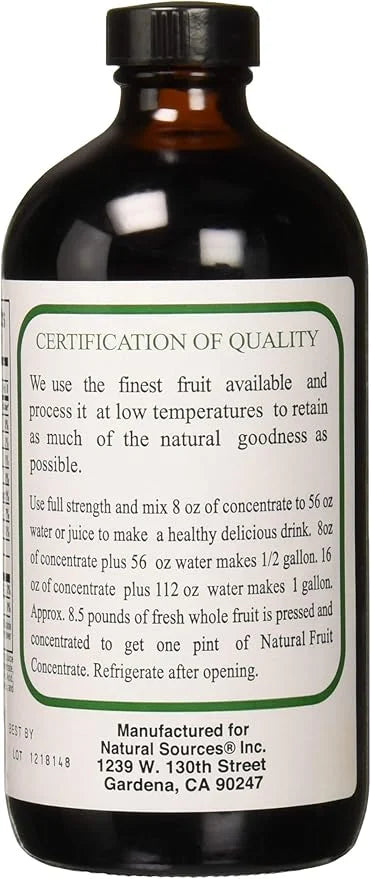 CERTIFICATION OF QUALITY
We use the finest fruit available and
process it at low temperatures to retain
as much of the natural goodness as
possible.
Use full strength and mix 8 oz of concentrate to 56 oz
water or juice to make a healthy delicious drink. 8oz
of concentrate plus 56 oz water makes 1/2 gallon. 16
oz of concentrate plus 112 oz water makes 1 gallon.
Approx. 8.5 pounds of fresh whole fruit is pressed and
concentrated to get one pint of Natural Fruit
Concentrate. Refrigerate after opening.
BEST BY
LOT 1218148
Manufactured for
Natural Sources® Inc.
1239 W. 130th Street
Gardena, CA 90247